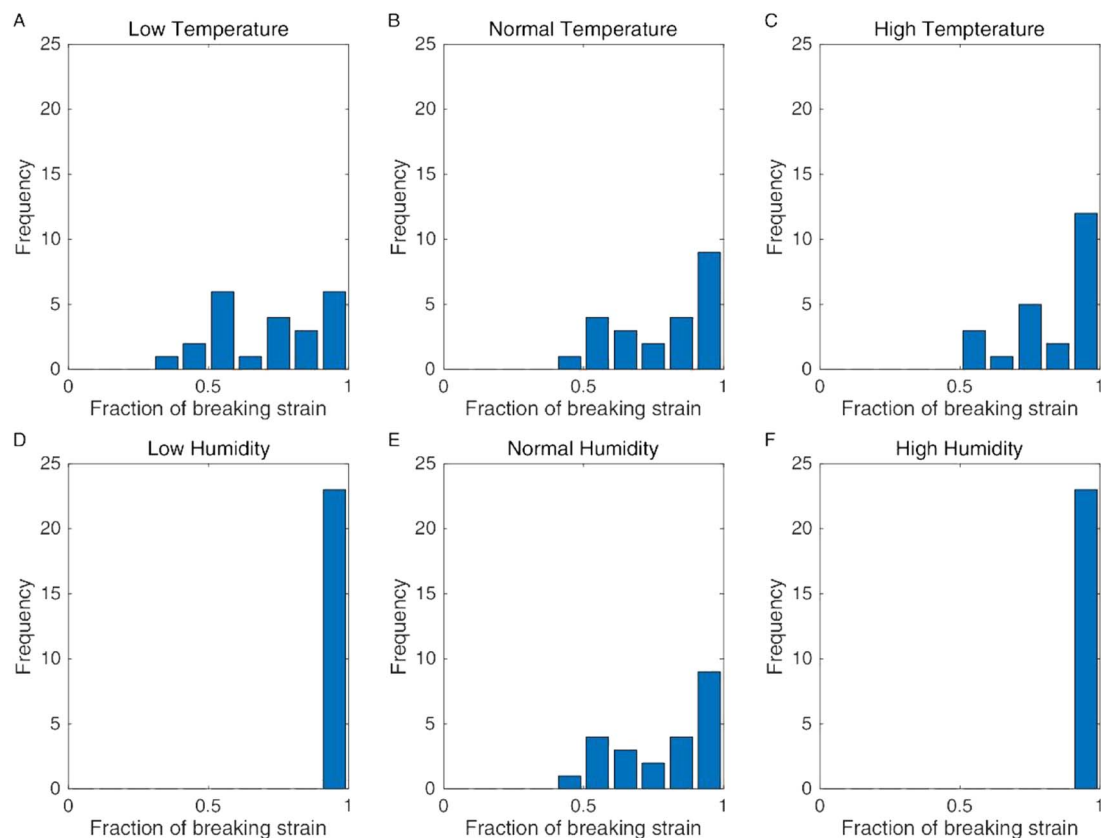 A
Low Temperature
25
20
15
10
5
0
Frequency
0 0.5 1
Fraction of breaking strain
B
Normal Temperature
25
20
15
10
5
0
Frequency
0 0.5 1
Fraction of breaking strain
C
High Tempterature
25
20
15
10
5
0
Frequency
0 0.5 1
Fraction of breaking strain
D
Low Humidity
25
20
15
10
5
0
Frequency
0 0.5 1
Fraction of breaking strain
E
Normal Humidity
25
20
15
10
5
0
Frequency
0 0.5 1
Fraction of breaking strain
F
High Humidity
25
20
15
10
5
0
Frequency
0 0.5 1
Fraction of breaking strain